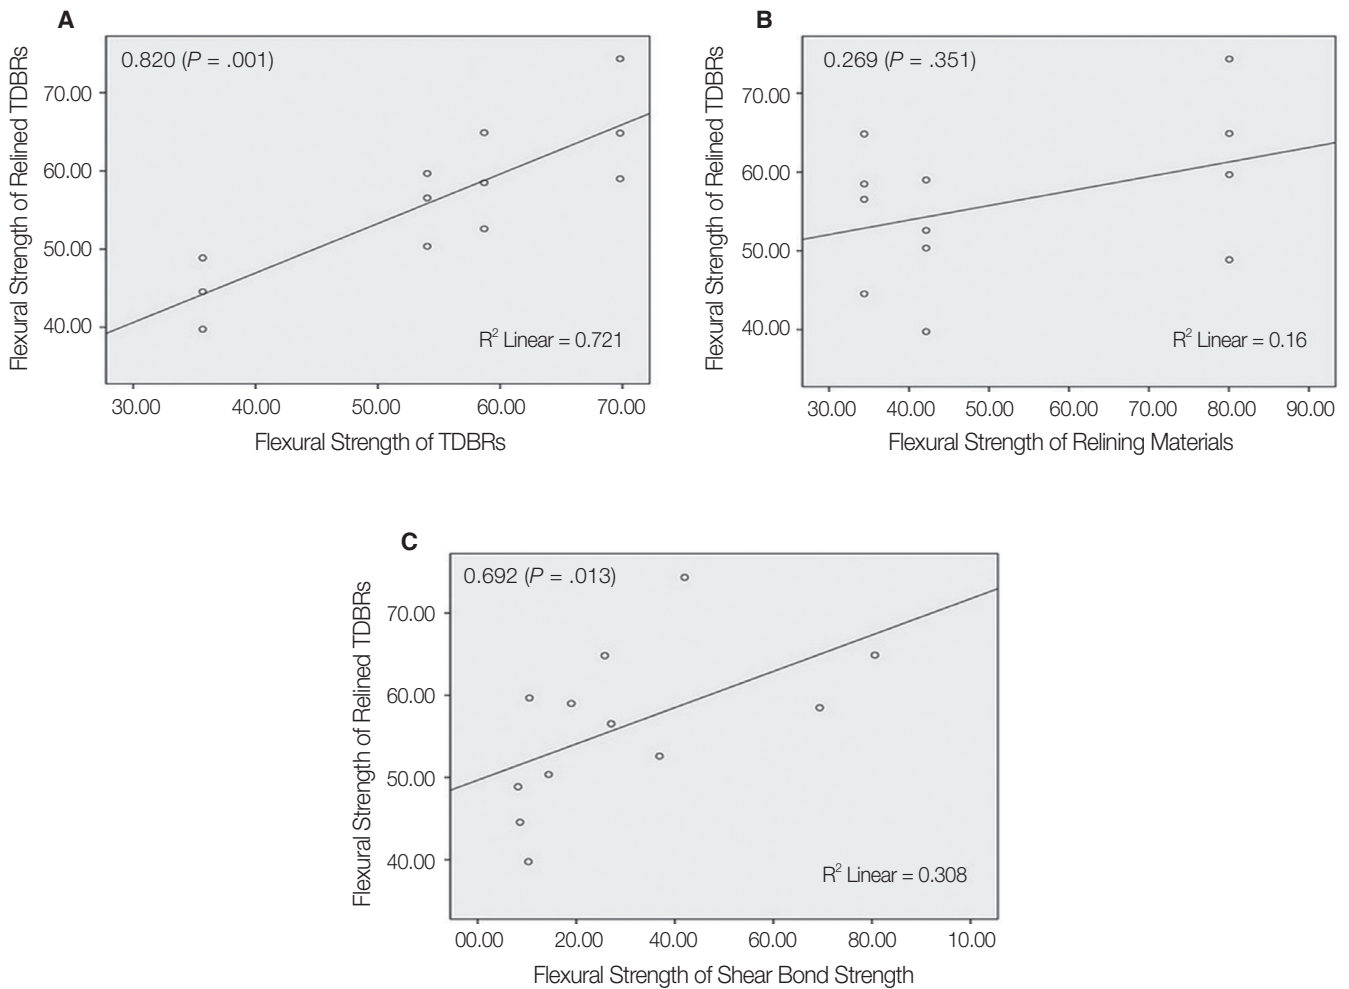 A
0.820 (P = .001)
Flexural Strength of Relined TDBRs
70.00
60.00
50.00
40.00
R² Linear = 0.721
30.00 40.00 50.00 60.00 70.00
Flexural Strength of TDBRs
B
0.269 (P = .351)
Flexural Strength of Relined TDBRs
70.00
60.00
50.00
40.00
R² Linear = 0.16
30.00 40.00 50.00 60.00 70.00 80.00 90.00
Flexural Strength of Relining Materials
C
0.692 (P = .013)
Flexural Strength of Relined TDBRs
70.00
60.00
50.00
40.00
R² Linear = 0.308
00.00 20.00 40.00 60.00 80.00 10.00
Flexural Strength of Shear Bond Strength